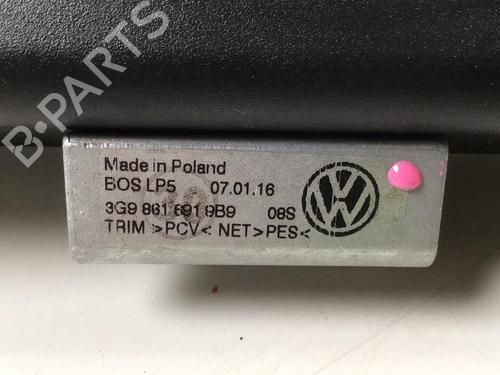 B-PARTS
Made in Poland
BOS LP5 07.01.16
3G9 861 691 9B9 08S
TRIM >PCV< NET>PES<